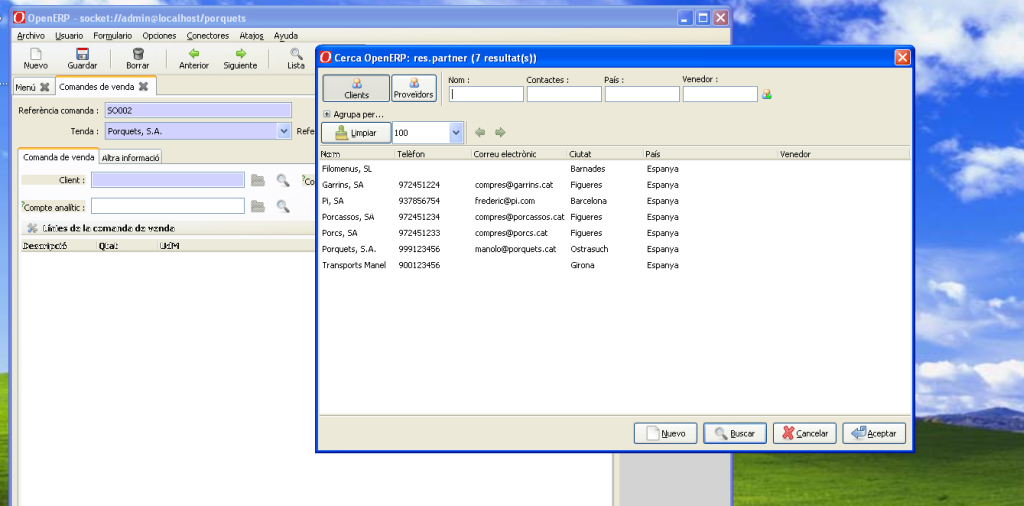 OpenERP - socket://admin@localhost/porquets
Archivo Usuario Formulario Opciones Conectores Atajos Ayuda
Nuevo Guardar Borrar Anterior Siguiente Lista
Menú Comandes de venda
Referència comanda : SO002
Tenda : Porquets, S.A. Refe
Comanda de venda Altra informació
Client : ?Co
?Compte analític :
Línies de la comanda de venda
Descripció Qtat UdM
Cerca OpenERP: res.partner (7 resultat(s))
Clients Proveïdors
Nom : Contactes : País : Venedor :
Agrupa per...
Limpiar 100
Nom Telèfon Correu electrònic Ciutat País Venedor
Filomenus, SL Barnades Espanya
Garrins, SA 972451224 compres@garrins.cat Figueres Espanya
Pi, SA 937856754 frederic@pi.com Barcelona Espanya
Porcassos, SA 972451234 compres@porcassos.cat Figueres Espanya
Porcs, SA 972451233 compres@porcs.cat Figueres Espanya
Porquets, S.A. 999123456 manolo@porquets.cat Ostrasuch Espanya
Transports Manel 900123456 Girona Espanya
Nuevo Buscar Cancelar Aceptar